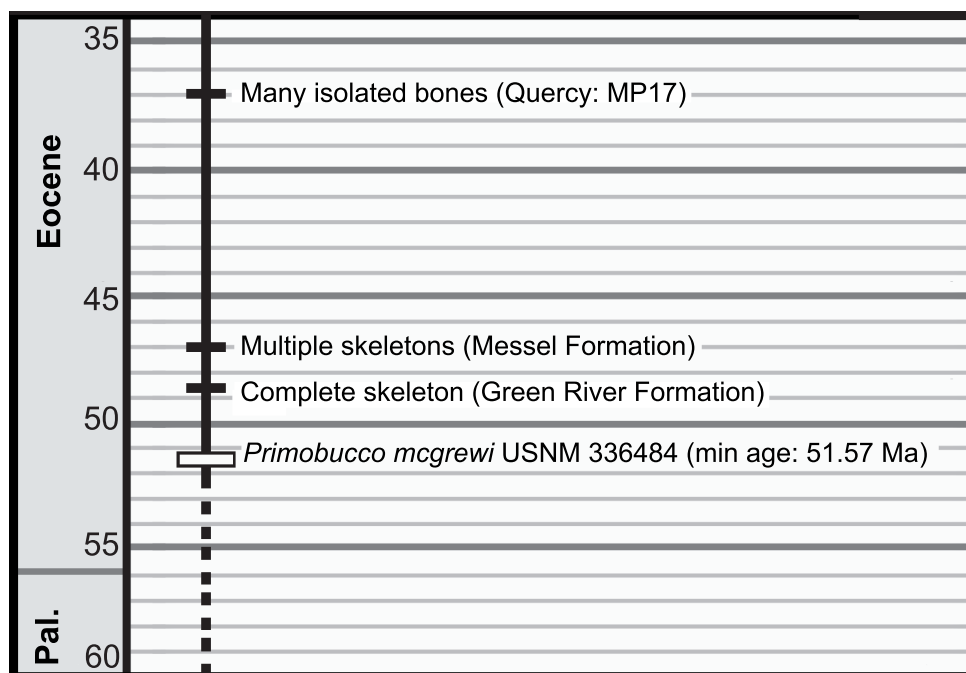 35
Many isolated bones (Quercy: MP17)
Eocene
40
45
Multiple skeletons (Messel Formation)
Complete skeleton (Green River Formation)
50
Primobucco mcgrewi USNM 336484 (min age: 51.57 Ma)
55
Pal.
60